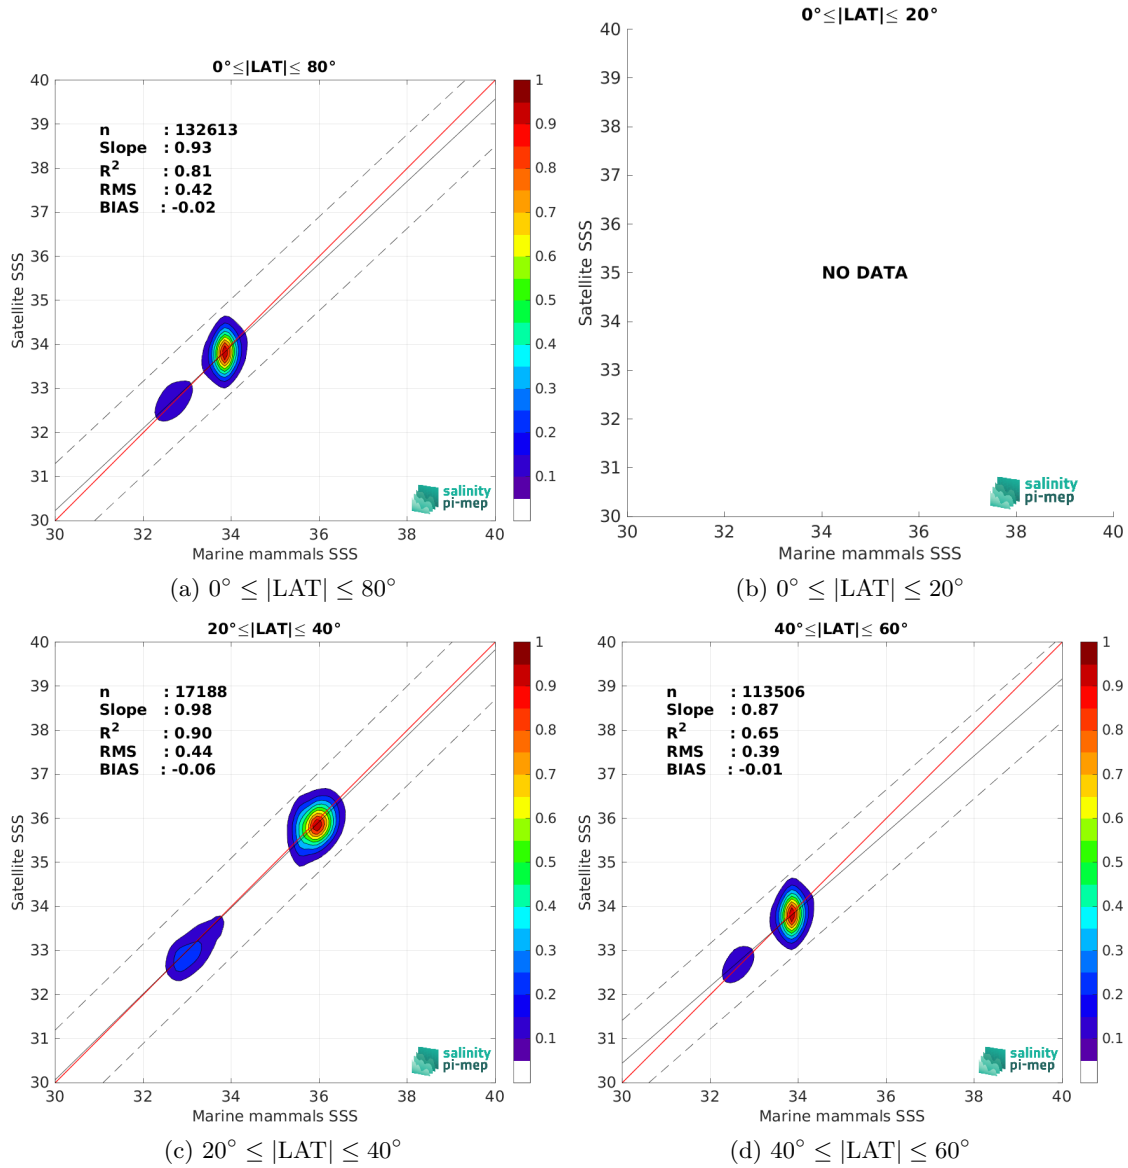 0°≤|LAT|≤ 80°
40
39
38
37
36
35
34
33
32
31
30
n : 132613
Slope : 0.93
R² : 0.81
RMS : 0.42
BIAS : -0.02
Satellite SSS
salinity
pi-mep
30 32 34 36 38 40
Marine mammals SSS
1
0.9
0.8
0.7
0.6
0.5
0.4
0.3
0.2
0.1
(a) 0° ≤ |LAT| ≤ 80°
0°≤|LAT|≤ 20°
40
39
38
37
36
35
34
33
32
31
30
Satellite SSS
NO DATA
salinity
pi-mep
30 32 34 36 38 40
Marine mammals SSS
(b) 0° ≤ |LAT| ≤ 20°
20°≤|LAT|≤ 40°
40
39
38
37
36
35
34
33
32
31
30
n : 17188
Slope : 0.98
R² : 0.90
RMS : 0.44
BIAS : -0.06
Satellite SSS
salinity
pi-mep
30 32 34 36 38 40
Marine mammals SSS
1
0.9
0.8
0.7
0.6
0.5
0.4
0.3
0.2
0.1
(c) 20° ≤ |LAT| ≤ 40°
40°≤|LAT|≤ 60°
40
39
38
37
36
35
34
33
32
31
30
n : 113506
Slope : 0.87
R² : 0.65
RMS : 0.39
BIAS : -0.01
Satellite SSS
salinity
pi-mep
30 32 34 36 38 40
Marine mammals SSS
1
0.9
0.8
0.7
0.6
0.5
0.4
0.3
0.2
0.1
(d) 40° ≤ |LAT| ≤ 60°